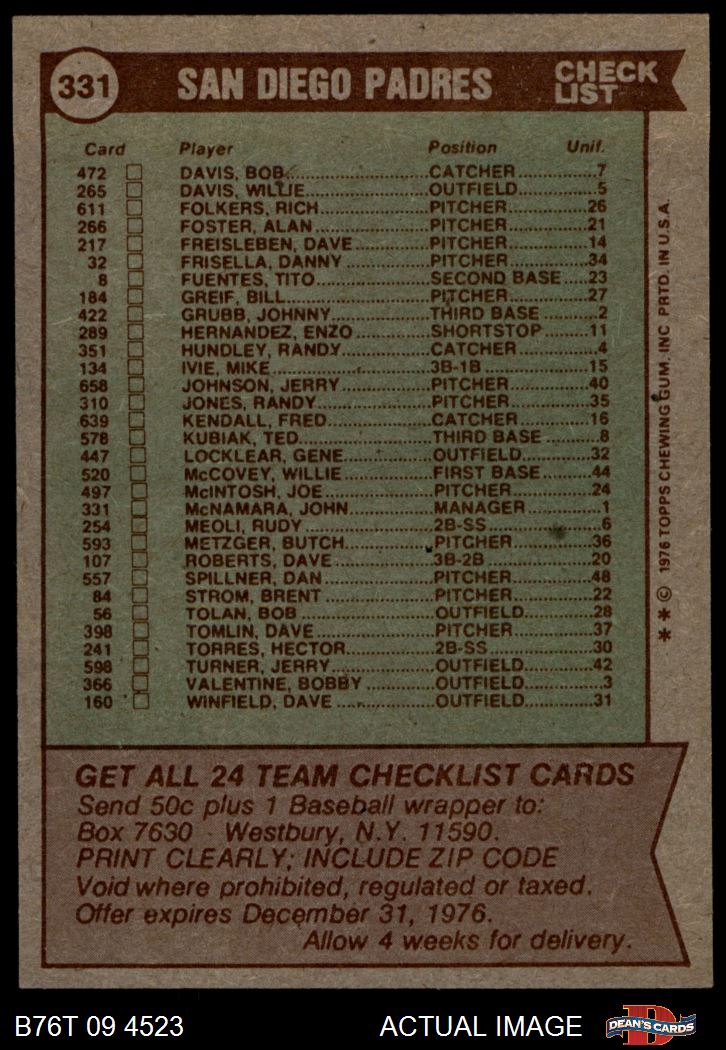 331 SAN DIEGO PADRES CHECK LIST
Card Player Position Unif.
472 DAVIS, BOB CATCHER 7
265 DAVIS, WILLIE OUTFIELD 5
611 FOLKERS, RICH PITCHER 26
266 FOSTER, ALAN PITCHER 21
217 FREISLEBEN, DAVE PITCHER 14
32 FRISELLA, DANNY PITCHER 34
8 FUENTES, TITO SECOND BASE 23
184 GREIF, BILL PITCHER 27
422 GRUBB, JOHNNY THIRD BASE 2
289 HERNANDEZ, ENZO SHORTSTOP 11
351 HUNDLEY, RANDY CATCHER 4
134 IVIE, MIKE 3B-1B 15
658 JOHNSON, JERRY PITCHER 40
310 JONES, RANDY PITCHER 35
639 KENDALL, FRED CATCHER 16
578 KUBIAK, TED THIRD BASE 8
447 LOCKLEAR, GENE OUTFIELD 32
520 McCOVEY, WILLIE FIRST BASE 44
497 McINTOSH, JOE PITCHER 24
331 McNAMARA, JOHN MANAGER 1
254 MEOLI, RUDY 2B-SS 6
593 METZGER, BUTCH PITCHER 36
107 ROBERTS, DAVE 3B-2B 20
557 SPILLNER, DAN PITCHER 48
84 STROM, BRENT PITCHER 22
56 TOLAN, BOB OUTFIELD 28
398 TOMLIN, DAVE PITCHER 37
241 TORRES, HECTOR 2B-SS 30
598 TURNER, JERRY OUTFIELD 42
366 VALENTINE, BOBBY OUTFIELD 3
160 WINFIELD, DAVE OUTFIELD 31
* * © 1976 TOPPS CHEWING GUM, INC PRTD. IN U.S.A.
GET ALL 24 TEAM CHECKLIST CARDS
Send 50c plus 1 Baseball wrapper to:
Box 7630 - Westbury, N.Y. 11590.
PRINT CLEARLY; INCLUDE ZIP CODE
Void where prohibited, regulated or taxed.
Offer expires December 31, 1976.
Allow 4 weeks for delivery.
B76T 09 4523 ACTUAL IMAGE D DEAN'S CARDS